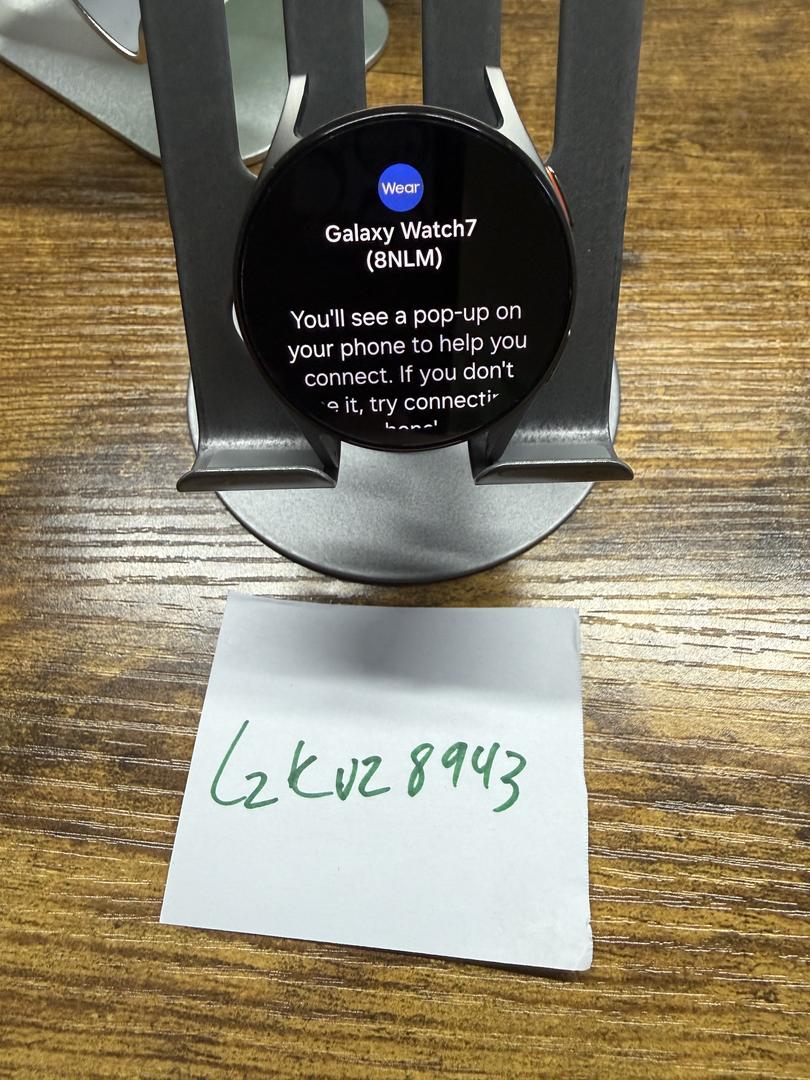 Wear
Galaxy Watch7
(8NLM)
You'll see a pop-up on
your phone to help you
connect. If you don't
it, try
LzKvz8943